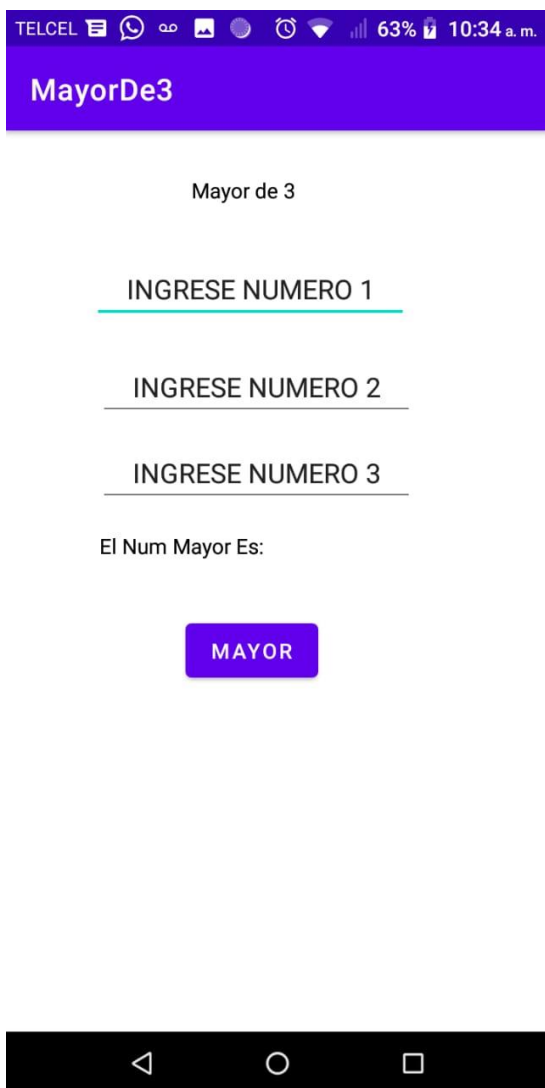 TELCEL 63% 10:34 a. m.
MayorDe3
Mayor de 3
INGRESE NUMERO 1
INGRESE NUMERO 2
INGRESE NUMERO 3
El Num Mayor Es:
MAYOR